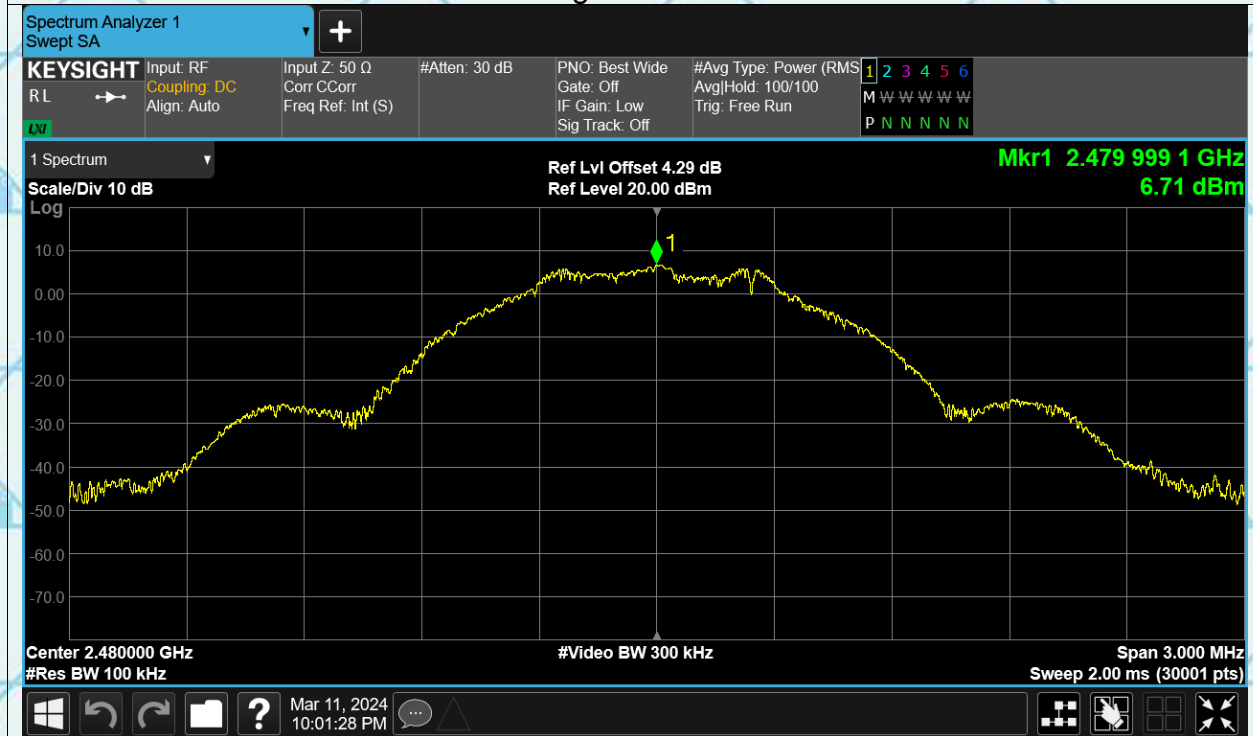 Spectrum Analyzer 1
Swept SA
+
KEYSIGHT
R L
LXI
Input: RF
Coupling: DC
Align: Auto
Input Z: 50 Ω
Corr CCorr
Freq Ref: Int (S)
#Atten: 30 dB
PNO: Best Wide
Gate: Off
IF Gain: Low
Sig Track: Off
#Avg Type: Power (RMS
Avg|Hold: 100/100
Trig: Free Run
1 2 3 4 5 6
M W W W W W
P N N N N N
1 Spectrum
Scale/Div 10 dB
Log
Ref Lvl Offset 4.29 dB
Ref Level 20.00 dBm
Mkr1 2.479 999 1 GHz
6.71 dBm
1
10.0
0.00
-10.0
-20.0
-30.0
-40.0
-50.0
-60.0
-70.0
Center 2.480000 GHz
#Res BW 100 kHz
#Video BW 300 kHz
Span 3.000 MHz
Sweep 2.00 ms (30001 pts)
?
Mar 11, 2024
10:01:28 PM